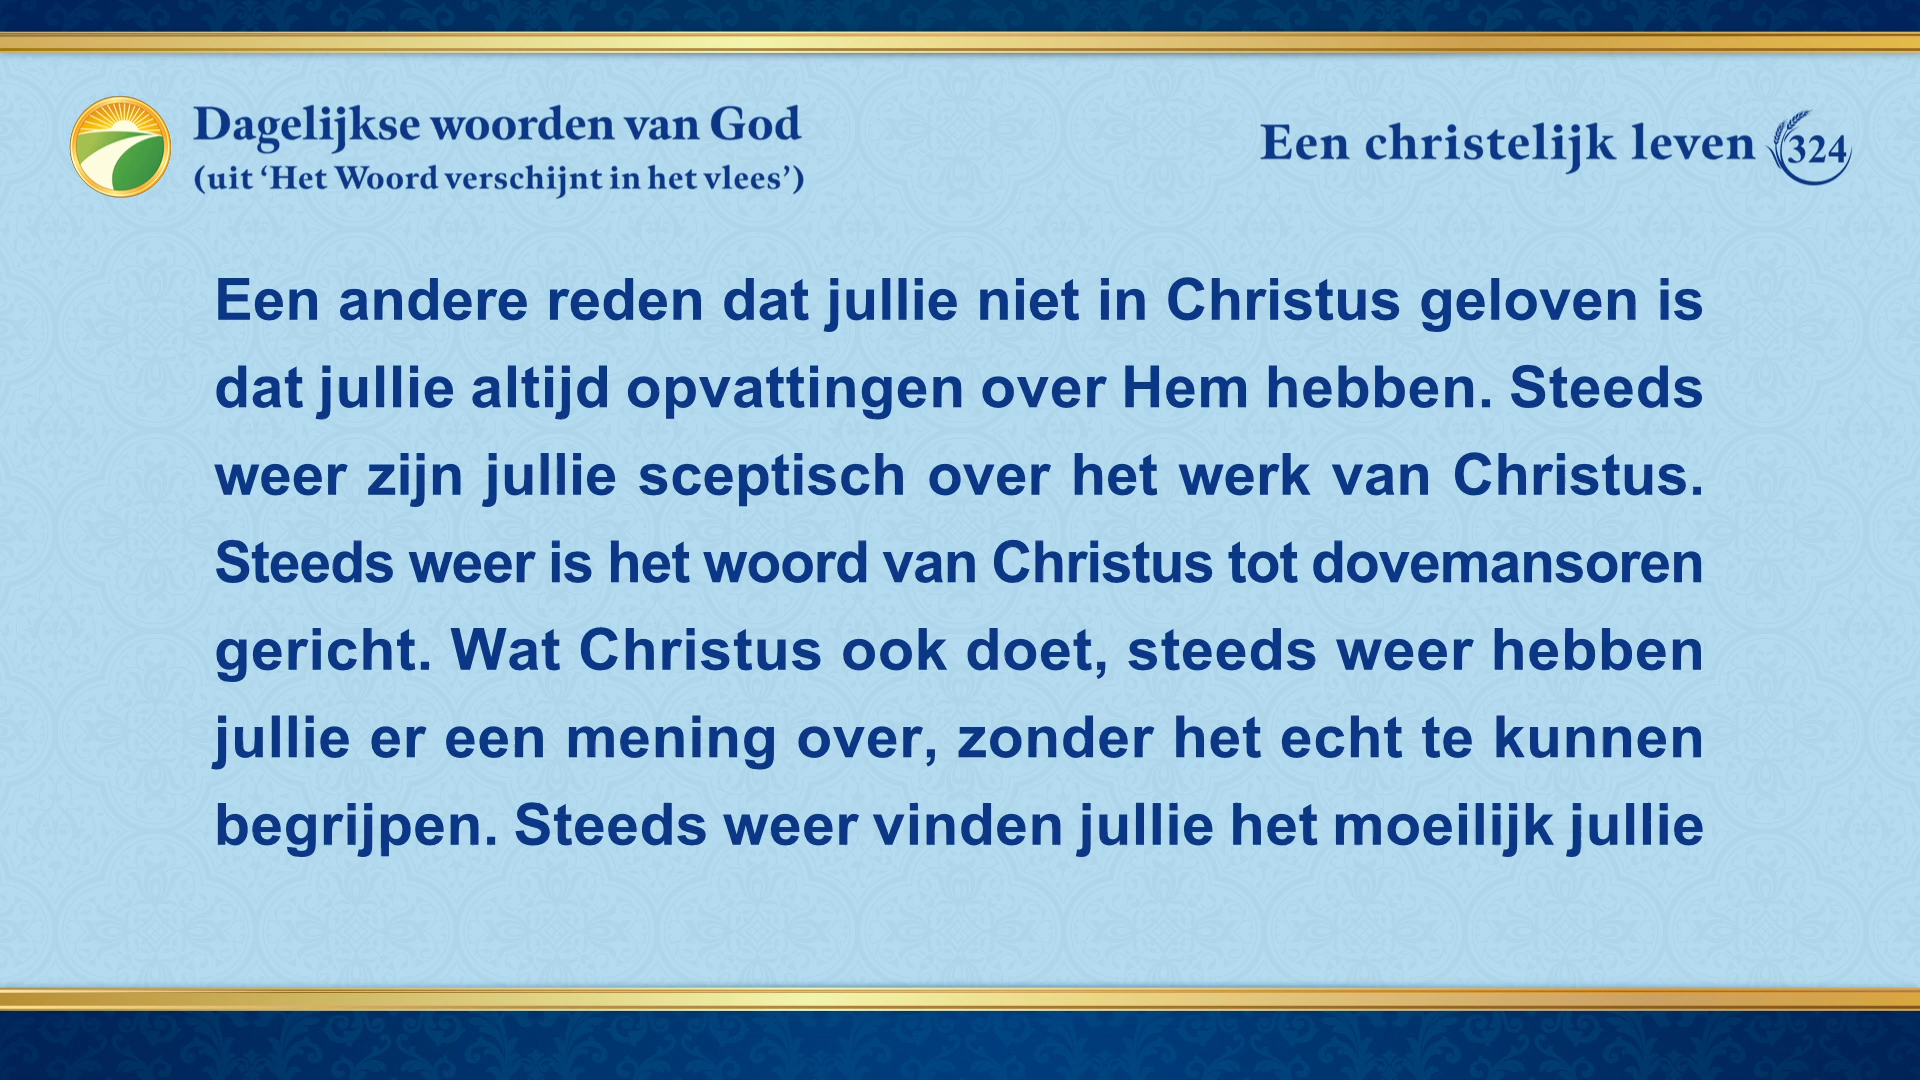 Dagelijkse woorden van God
(uit ‘Het Woord verschijnt in het vlees’)
Een christelijk leven 324
Een andere reden dat jullie niet in Christus geloven is
dat jullie altijd opvattingen over Hem hebben. Steeds
weer zijn jullie sceptisch over het werk van Christus.
Steeds weer is het woord van Christus tot dovemansoren
gericht. Wat Christus ook doet, steeds weer hebben
jullie er een mening over, zonder het echt te kunnen
begrijpen. Steeds weer vinden jullie het moeilijk jullie